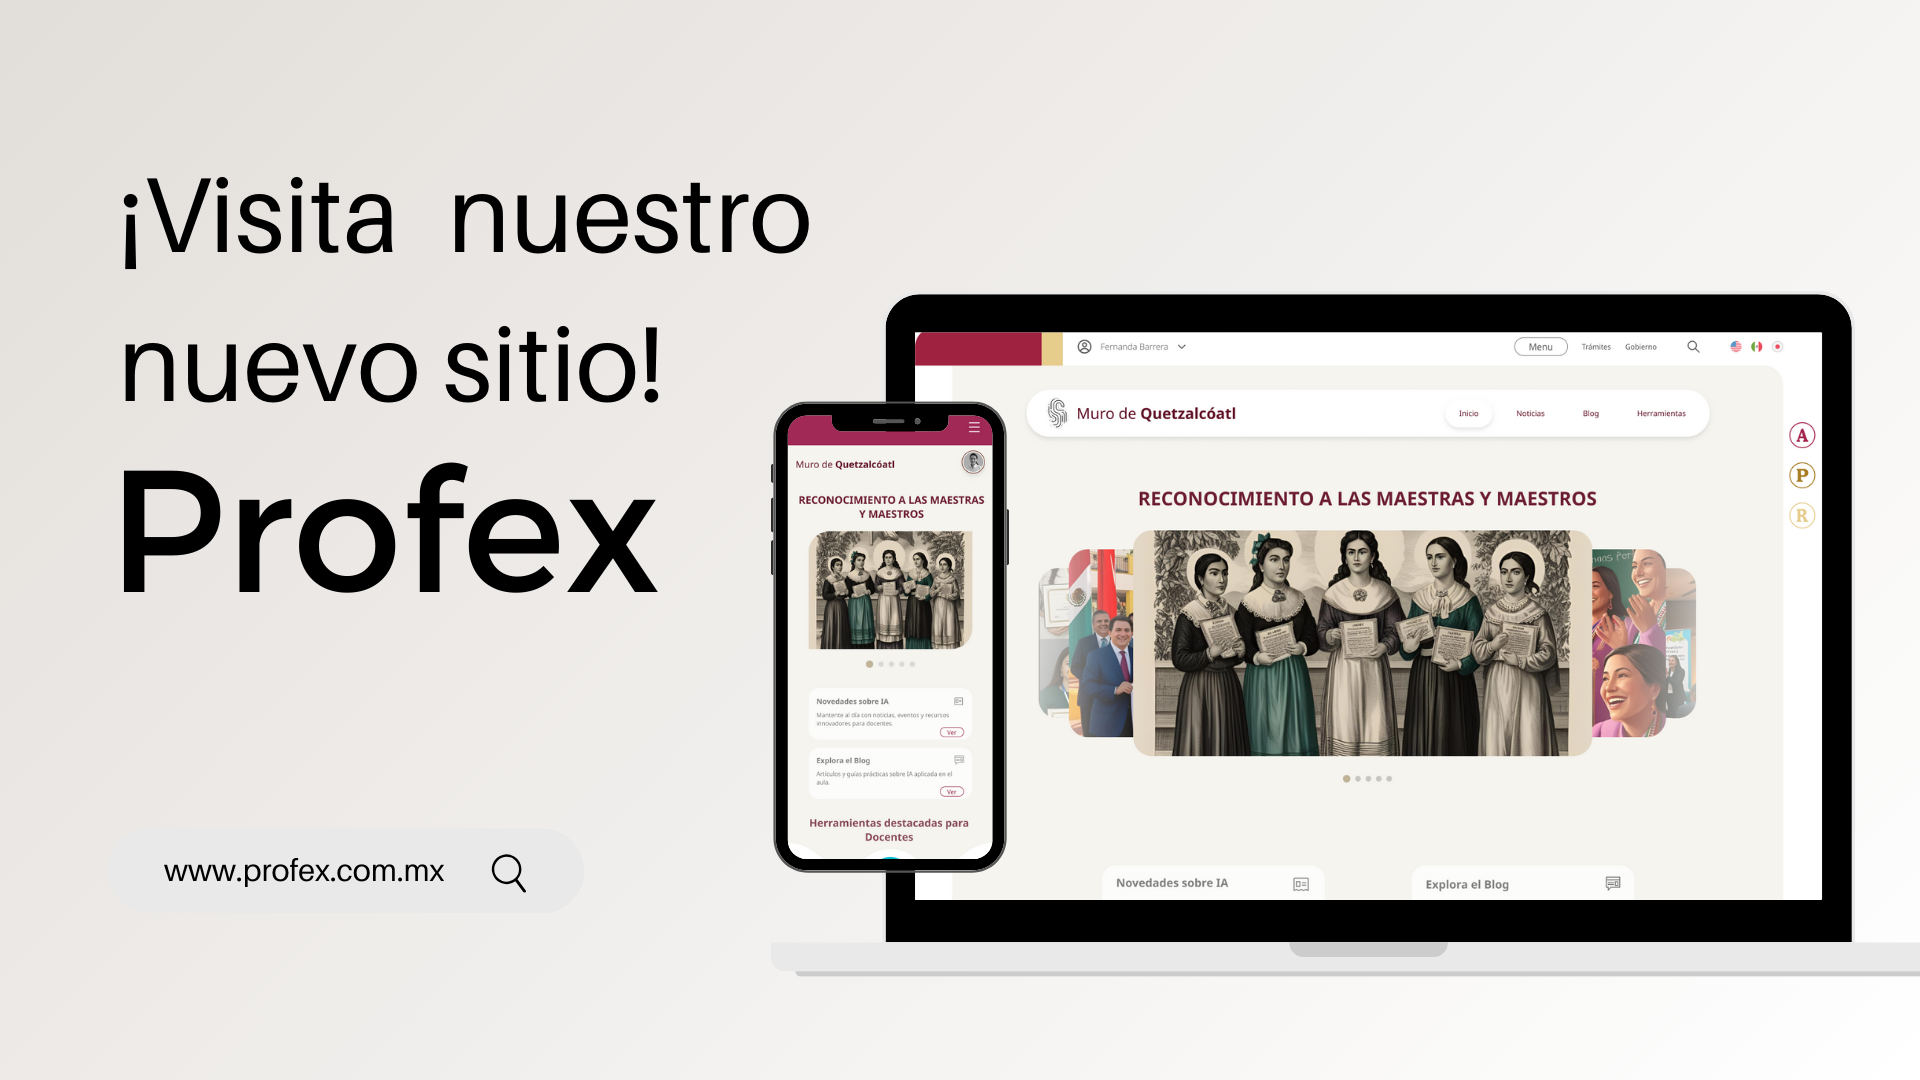 ¡Visita nuestro
nuevo sitio!
Profex
www.profex.com.mx
Muro de Quetzalcóatl
RECONOCIMIENTO A LAS MAESTRAS
Y MAESTROS
Novedades sobre IA
Mantente al día con noticias, eventos y recursos
innovadores para docentes.
Ver
Explora el Blog
Artículos y guías prácticas sobre IA aplicada en el
aula.
Ver
Herramientas destacadas para
Docentes
Fernanda Barrera
Menu
Trámites
Gobierno
Muro de Quetzalcóatl
Inicio
Noticias
Blog
Herramientas
A
P
R
RECONOCIMIENTO A LAS MAESTRAS Y MAESTROS
Novedades sobre IA
Explora el Blog